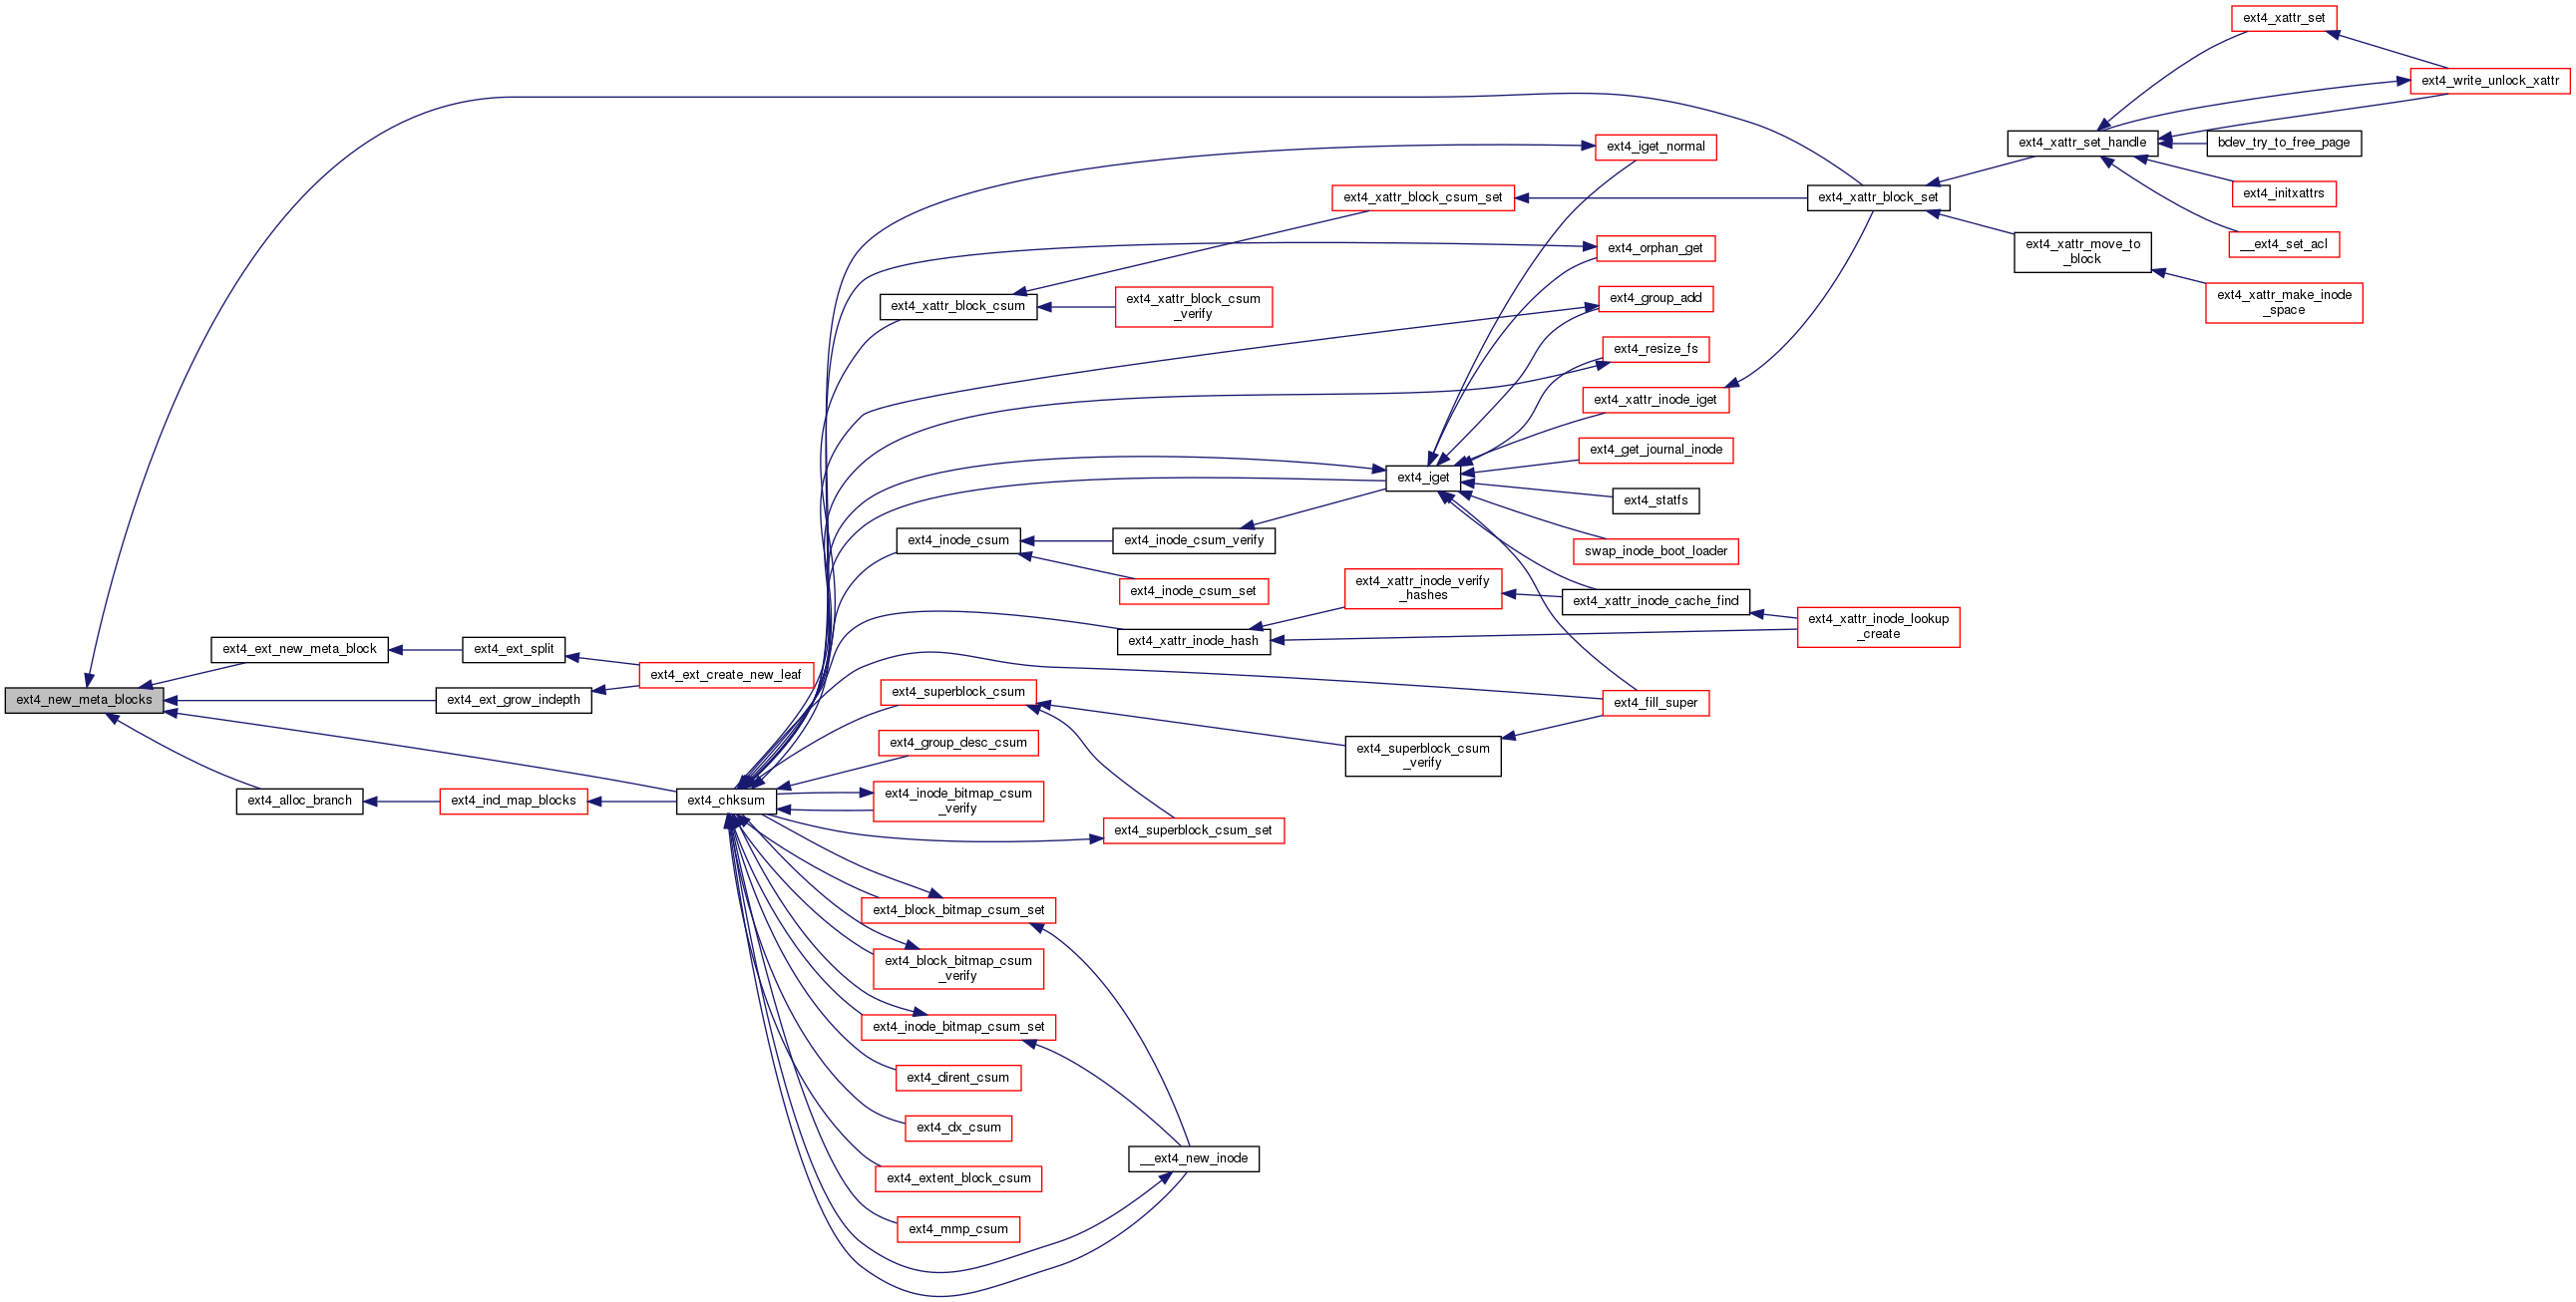 ext4_xattr_set
ext4_write_unlock_xattr
ext4_xattr_set_handle
bdev_try_to_free_page
ext4_iget_normal
ext4_xattr_block_csum_set
ext4_xattr_block_set
ext4_initxattrs
ext4_orphan_get
ext4_xattr_move_to
_block
__ext4_set_acl
ext4_xattr_block_csum
ext4_xattr_block_csum
_verify
ext4_group_add
ext4_xattr_make_inode
_space
ext4_resize_fs
ext4_xattr_inode_iget
ext4_get_journal_inode
ext4_iget
ext4_statfs
ext4_inode_csum
ext4_inode_csum_verify
swap_inode_boot_loader
ext4_inode_csum_set
ext4_xattr_inode_verify
_hashes
ext4_xattr_inode_cache_find
ext4_xattr_inode_hash
ext4_xattr_inode_lookup
_create
ext4_ext_new_meta_block
ext4_ext_split
ext4_ext_create_new_leaf
ext4_new_meta_blocks
ext4_ext_grow_indepth
ext4_superblock_csum
ext4_fill_super
ext4_group_desc_csum
ext4_superblock_csum
_verify
ext4_alloc_branch
ext4_ind_map_blocks
ext4_chksum
ext4_inode_bitmap_csum
_verify
ext4_superblock_csum_set
ext4_block_bitmap_csum_set
ext4_block_bitmap_csum
_verify
ext4_inode_bitmap_csum_set
ext4_dirent_csum
ext4_dx_csum
__ext4_new_inode
ext4_extent_block_csum
ext4_mmp_csum